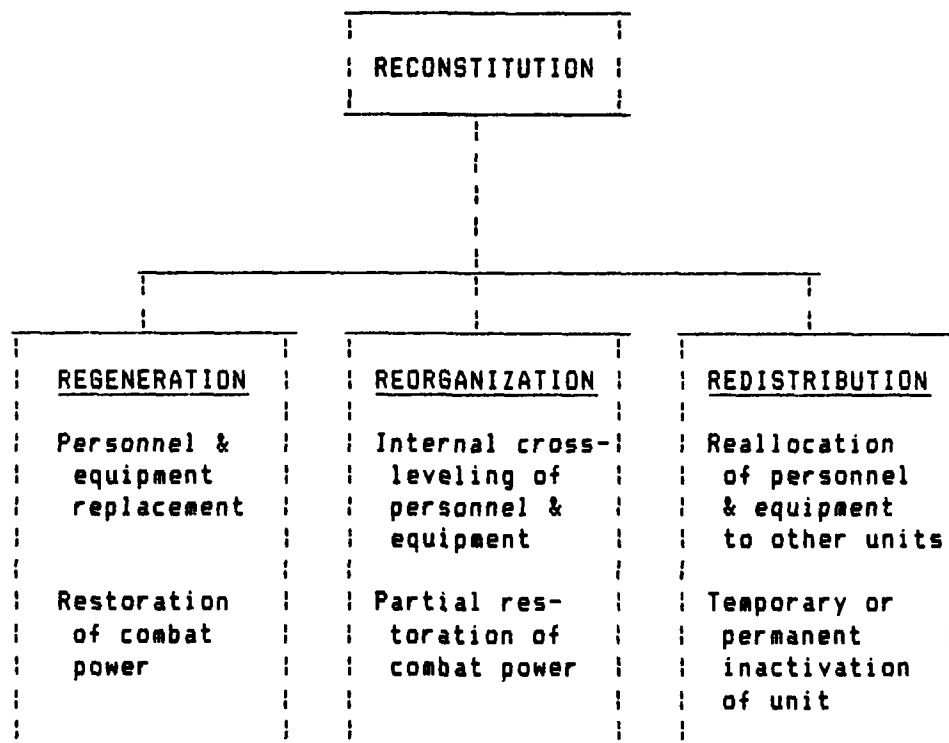 RECONSTITUTION
REGENERATION
Personnel &
equipment
replacement
Restoration
of combat
power
REORGANIZATION
Internal cross-
leveling of
personnel &
equipment
Partial res-
toration of
combat power
REDISTRIBUTION
Reallocation
of personnel
& equipment
to other units
Temporary or
permanent
inactivation
of unit